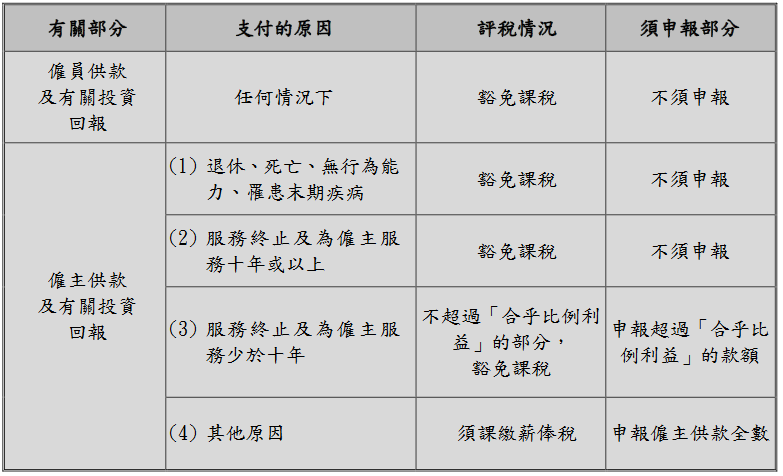 有關部分
支付的原因
評稅情況
須申報部分
僱員供款
及有關投資
回報
任何情況下
豁免課稅
不須申報
僱主供款
及有關投資
回報
(1) 退休、死亡、無行為能
力、罹患末期疾病
豁免課稅
不須申報
(2) 服務終止及為僱主服
務十年或以上
豁免課稅
不須申報
(3) 服務終止及為僱主服
務少於十年
不超過「合乎比例利
益」的部分，
豁免課稅
申報超過「合乎比
例利益」的款額
(4) 其他原因
須課繳薪俸稅
申報僱主供款全數